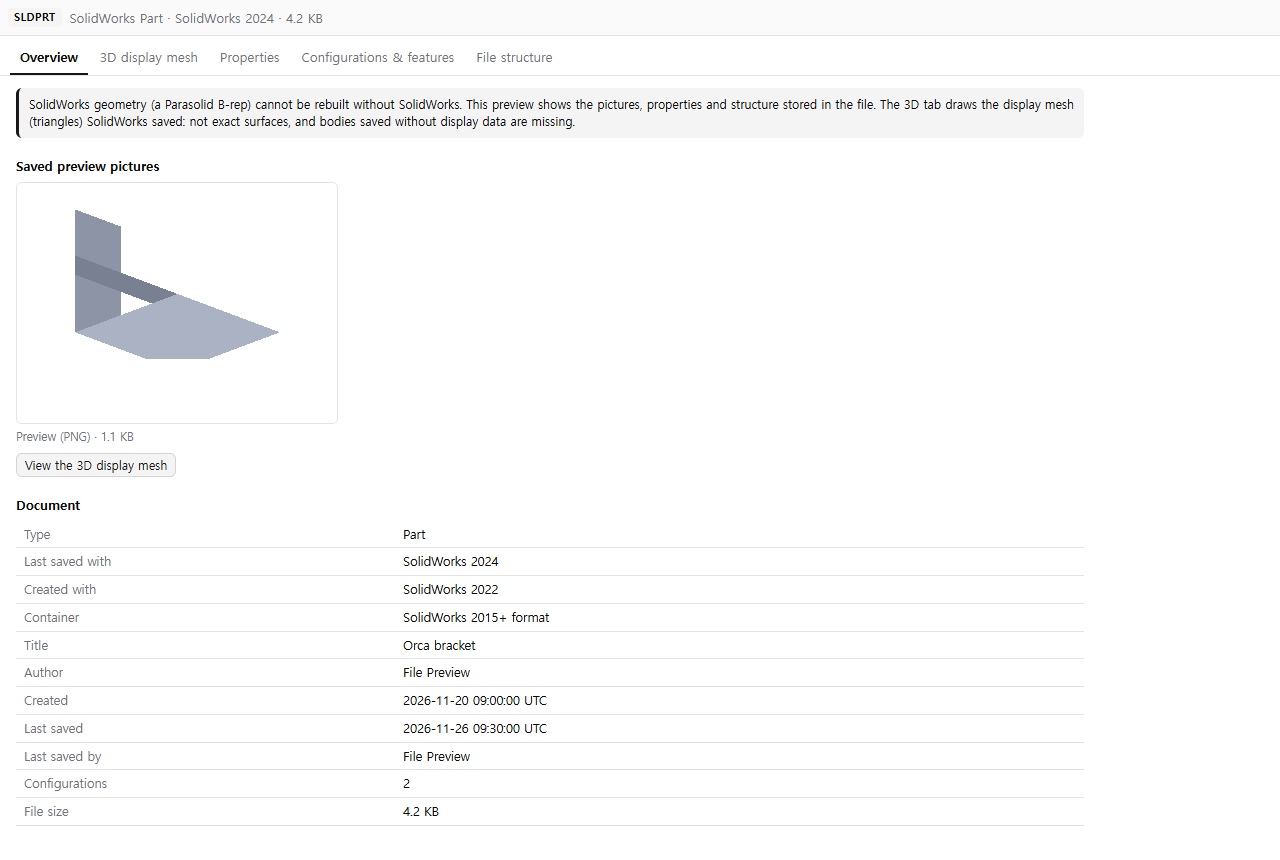 SLDPRT SolidWorks Part · SolidWorks 2024 · 4.2 KB
Overview 3D display mesh Properties Configurations & features File structure
SolidWorks geometry (a Parasolid B-rep) cannot be rebuilt without SolidWorks. This preview shows the pictures, properties and structure stored in the file. The 3D tab draws the display mesh
(triangles) SolidWorks saved: not exact surfaces, and bodies saved without display data are missing.
Saved preview pictures
Preview (PNG) · 1.1 KB
View the 3D display mesh
Document
Type Part
Last saved with SolidWorks 2024
Created with SolidWorks 2022
Container SolidWorks 2015+ format
Title Orca bracket
Author File Preview
Created 2026-11-20 09:00:00 UTC
Last saved 2026-11-26 09:30:00 UTC
Last saved by File Preview
Configurations 2
File size 4.2 KB